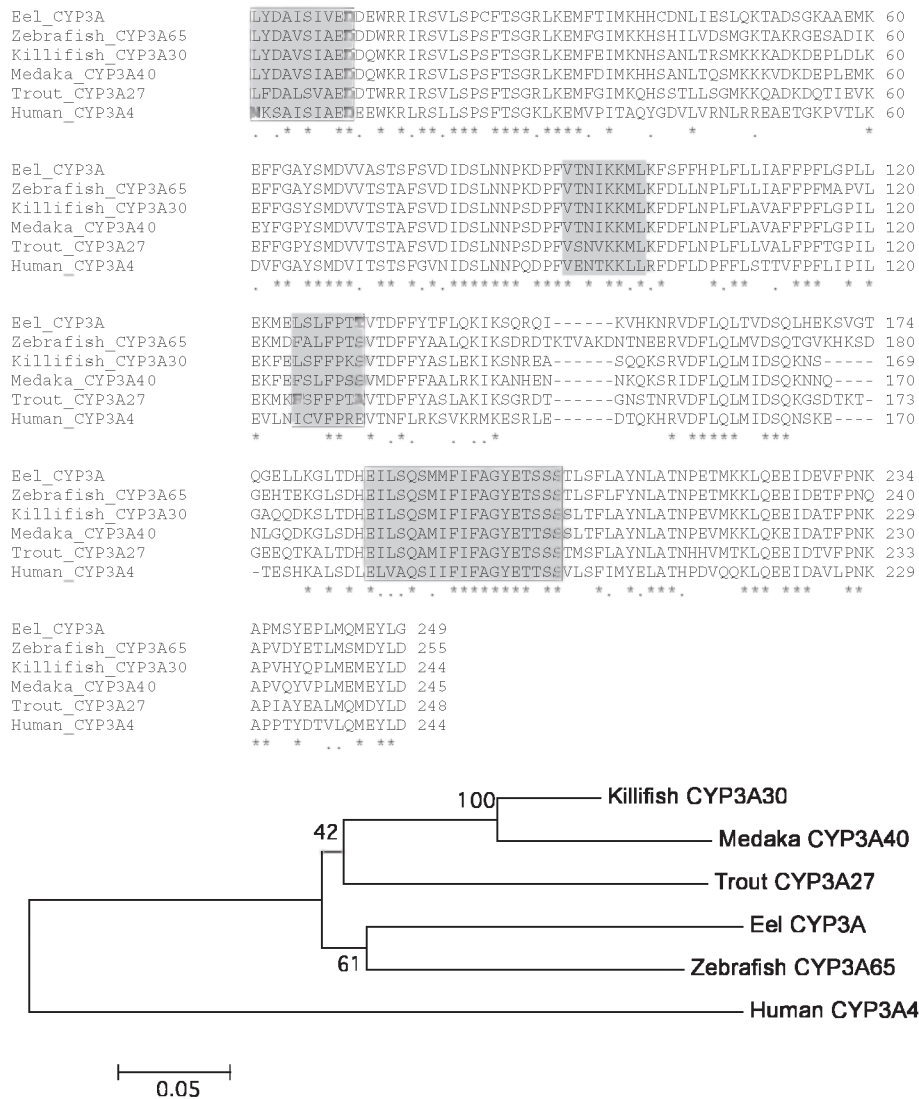 Eel_CYP3A LYDAISIVEDDEWRRIRSVLSPCFTSGRLKEMFTIMKHHCDNLIESLQKTADSGKAAEMK 60
Zebrafish_CYP3A65 LYDAVSIAEDDDWRRIRSVLSPSFTSGRLKEMFGIMKKHSHILVDSMGKTAKRGESADIK 60
Killifish_CYP3A30 LYDAVSIAEDDQWKRIRSVLSPSFTSGRLKEMFEIMKNHSANLTRSMKKKADKDEPLDLK 60
Medaka_CYP3A40 LYDAVSIAEDDQWKRIRSVLSPSFTSGRLKEMFDIMKHHSANLTQSMKKKVDKDEPLEMK 60
Trout_CYP3A27 LFDALSVAEDDTWKRIRSVLSPSFTSGRLKEMFGIMKQHSSTLLSGMKKQADKDQTIEVK 60
Human_CYP3A4 MKSAISIAEDEEWKRLRSLLSPSFTSGKLKEMVPITAQYGDVLVRNLRREAETGKPVTLK 60
Eel_CYP3A EFFGAYSMDVVASTSFSVDIDSLNNPKDPFVTNIKKMLKFSFFHPLFLLIAFFPFLGPLL 120
Zebrafish_CYP3A65 EFFGAYSMDVVTSTAFSVDIDSLNNPKDPFVTNIKKMLKFDLLNPLFLLIAFFPFMAPVL 120
Killifish_CYP3A30 EFFGSYSMDVVTSTAFSVDIDSLNNPSDPFVTNIKKMLKFDFLNPLFLAVAFFPFLGPIL 120
Medaka_CYP3A40 EYFGPYSMDVVTSTAFSVDIDSLNNPSDPFVTNIKKMLKFDFLNPLFLAVAFFPFLGPIL 120
Trout_CYP3A27 EFFGPYSMDVVTSTAFSVDIDSLNNPSDPFVSNVKKMLKFDFLNPLFLLVALFPFTGPIL 120
Human_CYP3A4 DVFGAYSMDVITSTSFGVNIDSLNNPQDPFVENTKKLLRFDFLDPFFLSTTVFPFLIPIL 120
Eel_CYP3A EKMELSLFPTTVTDFFYTFLQKIKSQRQI------KVHKNRVDFLQLTVDSQLHEKSVGT 174
Zebrafish_CYP3A65 EKMDFALFPTSVTDFFYAALQKIKSDRDTKTVAKDNTNEERVDFLQLMVDSQTGVKHKSD 180
Killifish_CYP3A30 EKFELSFFPKSVTDFFYASLEKIKSNREA------SQQKSRVDFLQLMIDSQKNS---- 169
Medaka_CYP3A40 EKFEFSLFPSSVMDFFFAALRKIKANHEN------NKQKSRIDFLQLMIDSQKNNQ---- 170
Trout_CYP3A27 EKMKFSFFPTAVTDFFYASLAKIKSGRDT------GNSTNRVDFLQLMIDSQKGSDTKT- 173
Human_CYP3A4 EVLNICVFPREVTNFLRKSVKRMKESRLE------DTQKHRVDFLQLMIDSQNSKE---- 170
Eel_CYP3A QGELLKGLTDHEILSQSMMFIFAGYETSSSTLSFLAYNLATNPETMKKLQEEIDEVFPNK 234
Zebrafish_CYP3A65 GEHTEKGLSDHEILSQSMIFIFAGYETSSSTLSFLFYNLATNPETMKKLQEEIDETFPNQ 240
Killifish_CYP3A30 GAQQDKSLTDHEILSQSMIFIFAGYETSSSSLTFLAYNLATNPEVMKKLQEEIDATFPNK 229
Medaka_CYP3A40 NLGQDKGLSDHEILSQAMIFIFAGYETTSSSLTFLAYNLATNPEVMKKLQKEIDATFPNK 230
Trout_CYP3A27 GEEQTKALTDHEILSQAMIFIFAGYETSSSTMSFLAYNLATNHHVMTKLQEEIDTVFPNK 233
Human_CYP3A4 -TESHKALSDLELVAQSIIFIFAGYETTSSVLSFIMYELATHPDVQQKLQEEIDAVLPNK 229
Eel_CYP3A APMSYEPLMQMEYLG 249
Zebrafish_CYP3A65 APVDYETLMSMDYLD 255
Killifish_CYP3A30 APVHYQPLMEMEYLD 244
Medaka_CYP3A40 APVQYVPLMEMEYLD 245
Trout_CYP3A27 APIAYEALMQMDYLD 248
Human_CYP3A4 APPTYDTVLQMEYLD 244
100
Killifish CYP3A30
42
Medaka CYP3A40
Trout CYP3A27
Eel CYP3A
61
Zebrafish CYP3A65
Human CYP3A4
0.05